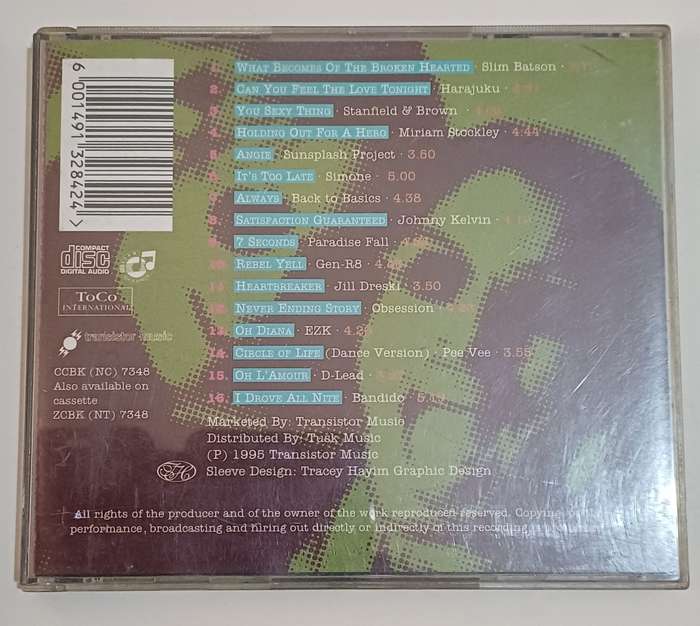 6 001491 328424 >
WHAT BECOMES OF THE BROKEN HEARTED · Slim Batson ·
2. CAN YOU FEEL THE LOVE TONIGHT · Harajuku ·
3. YOU SEXY THING · Stanfield & Brown ·
4. HOLDING OUT FOR A HERO · Miriam Stockley · 4.44
5. ANGIE · Sunsplash Project · 3.50
6. IT'S TOO LATE · Simone · 5.00
7. ALWAYS · Back to Basics · 4.38
8. SATISFACTION GUARANTEED · Johnny Kelvin ·
9. 7 SECONDS · Paradise Fall ·
10. REBEL YELL · Gen-R8 ·
11. HEARTBREAKER · Jill Dreski · 3.50
12. NEVER ENDING STORY · Obsession ·
13. OH DIANA · EZK ·
14. CIRCLE OF LIFE (Dance Version) · Pee Vee · 3.58
15. OH L'AMOUR · D-Lead ·
16. I DROVE ALL NITE · Bandido ·
COMPACT
disc
DIGITAL AUDIO
TOCO
INTERNATIONAL
transistor music
CCBK (NC) 7348
Also available on
cassette
ZCBK (NT) 7348
Marketed By: Transistor Music
Distributed By: Tusk Music
(P) 1995 Transistor Music
Sleeve Design: Tracey Hayim Graphic Design
All rights of the producer and of the owner of the work reproduced reserved. Copying, public
performance, broadcasting and hiring out directly or indirectly of this recording is prohibited.